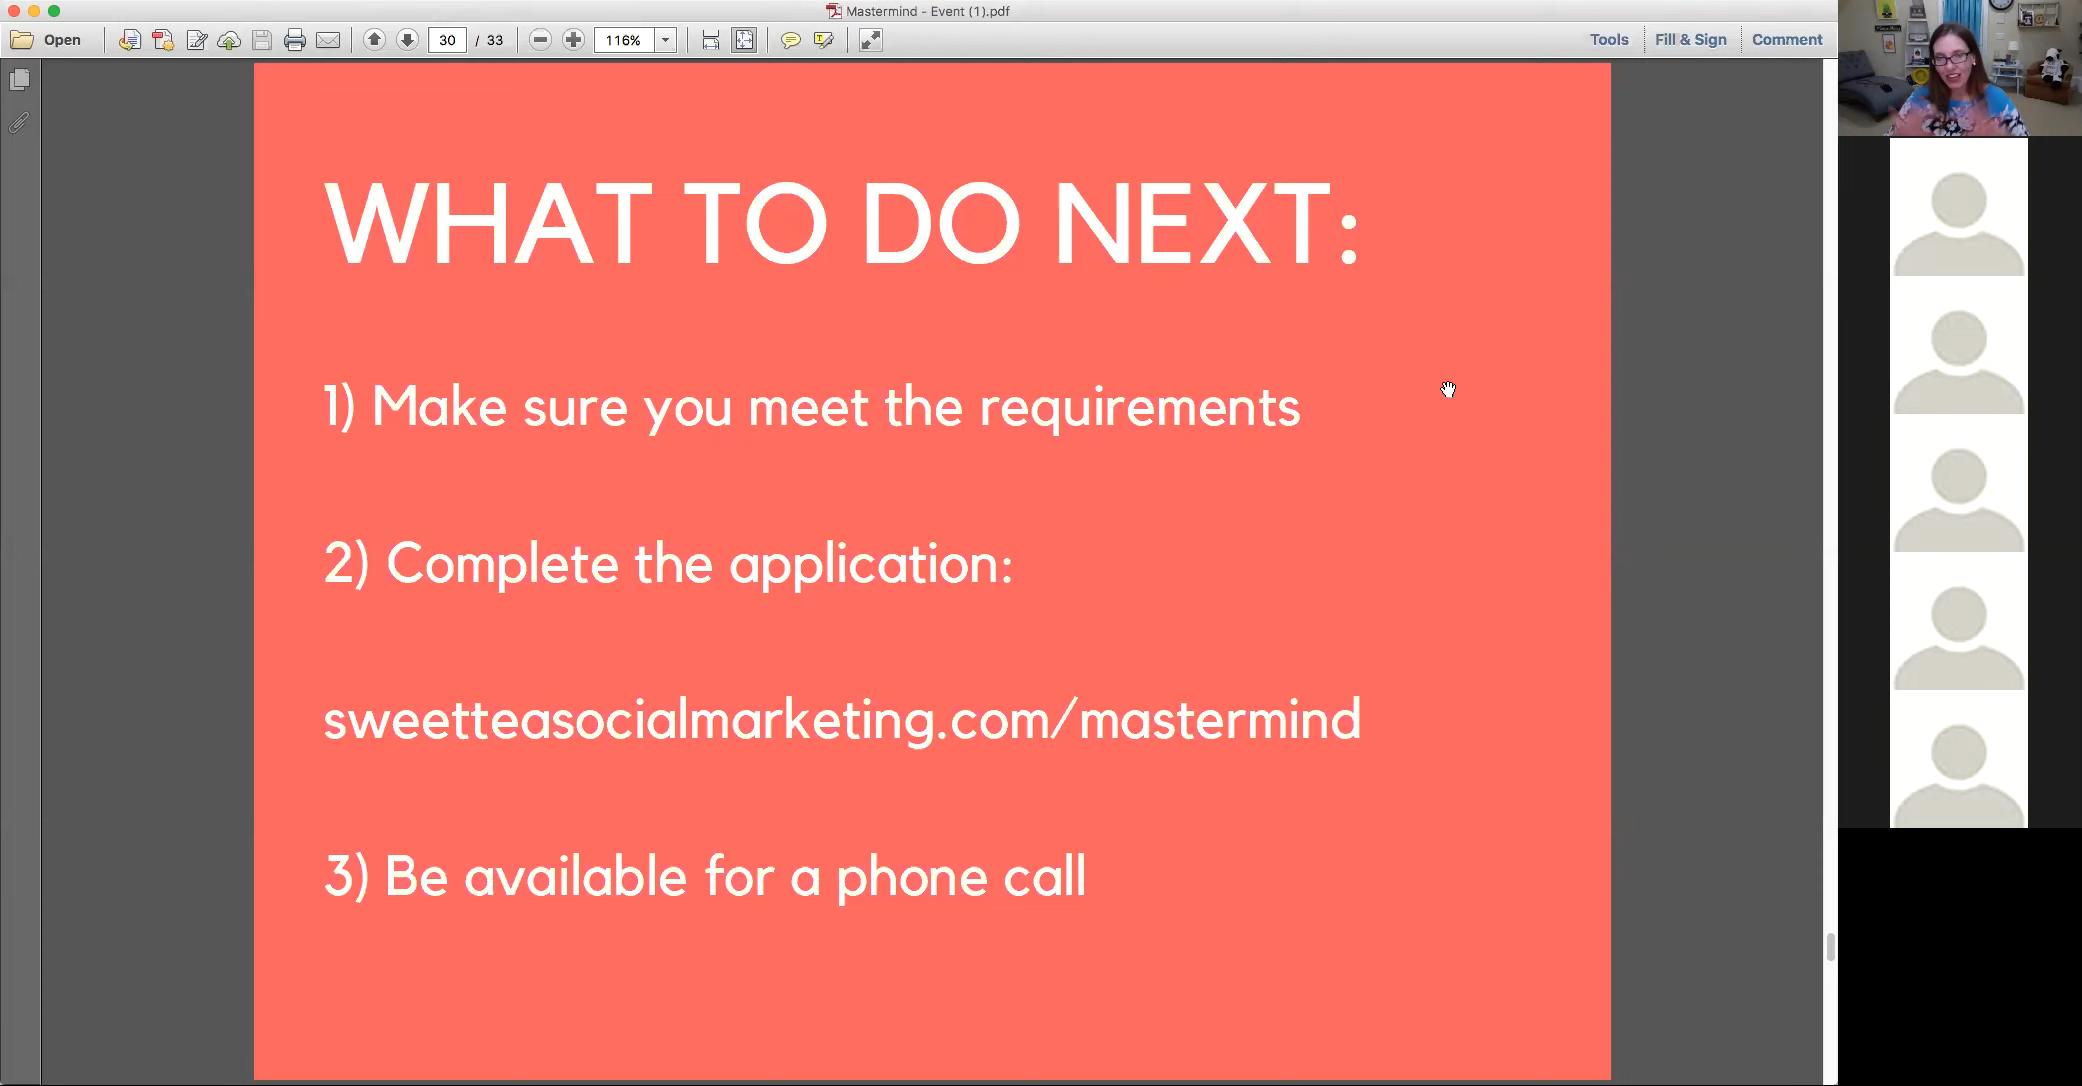 Mastermind - Event (1).pdf
Open
30 / 33
116%
Tools
Fill & Sign
Comment
WHAT TO DO NEXT:
1) Make sure you meet the requirements
2) Complete the application:
sweetteasocialmarketing.com/mastermind
3) Be available for a phone call